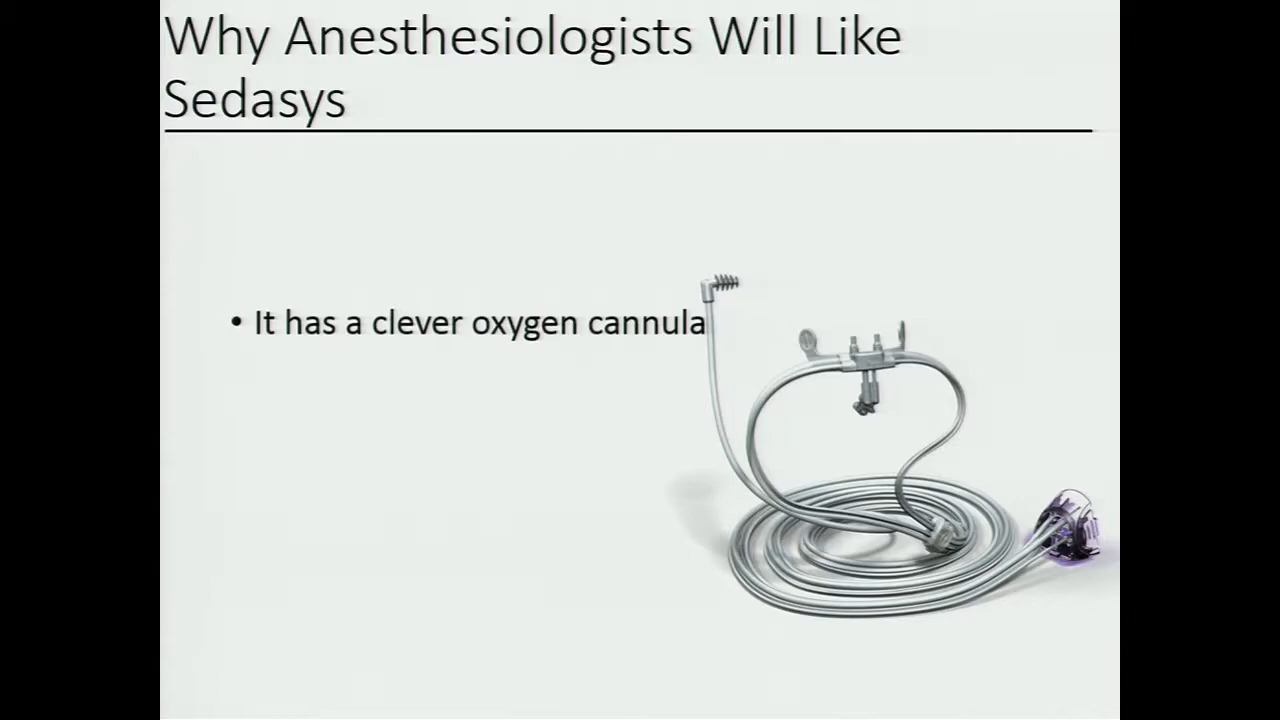 Why Anesthesiologists Will Like
Sedasys
• It has a clever oxygen cannula